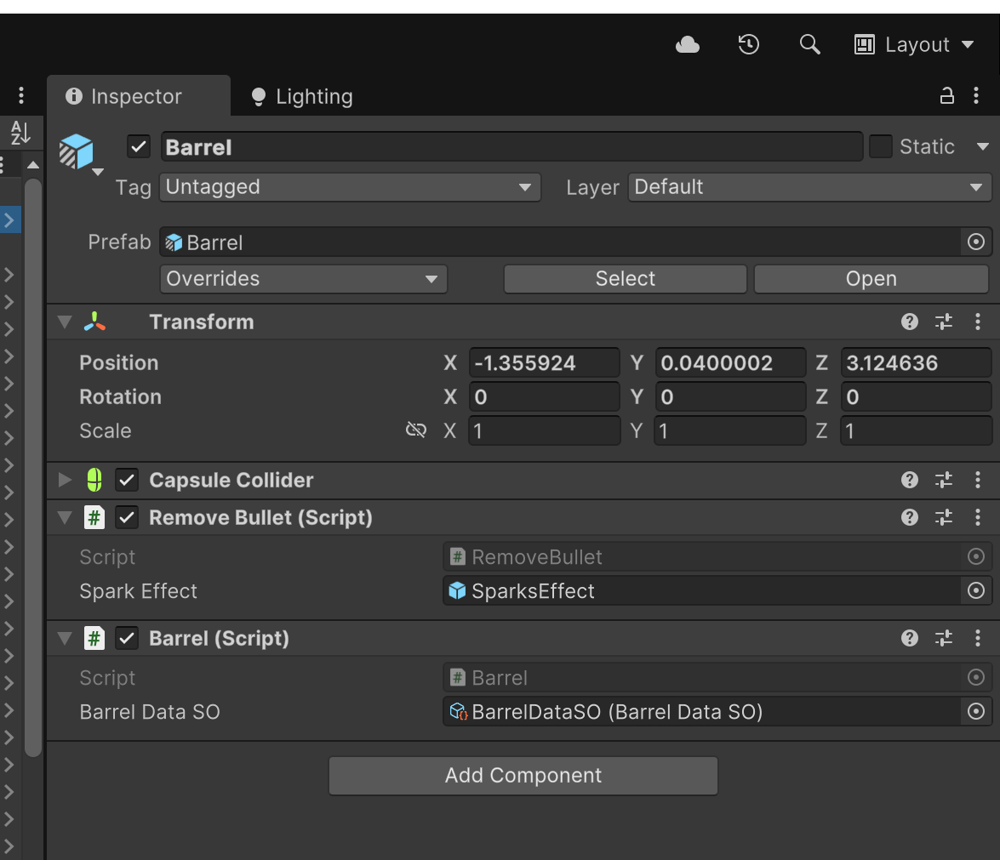 Layout
Inspector Lighting
Barrel Static
Tag Untagged Layer Default
Prefab Barrel
Overrides Select Open
Transform
Position X -1.355924 Y 0.0400002 Z 3.124636
Rotation X 0 Y 0 Z 0
Scale X 1 Y 1 Z 1
Capsule Collider
# Remove Bullet (Script)
Script # RemoveBullet
Spark Effect SparksEffect
# Barrel (Script)
Script # Barrel
Barrel Data SO BarrelDataSO (Barrel Data SO)
Add Component